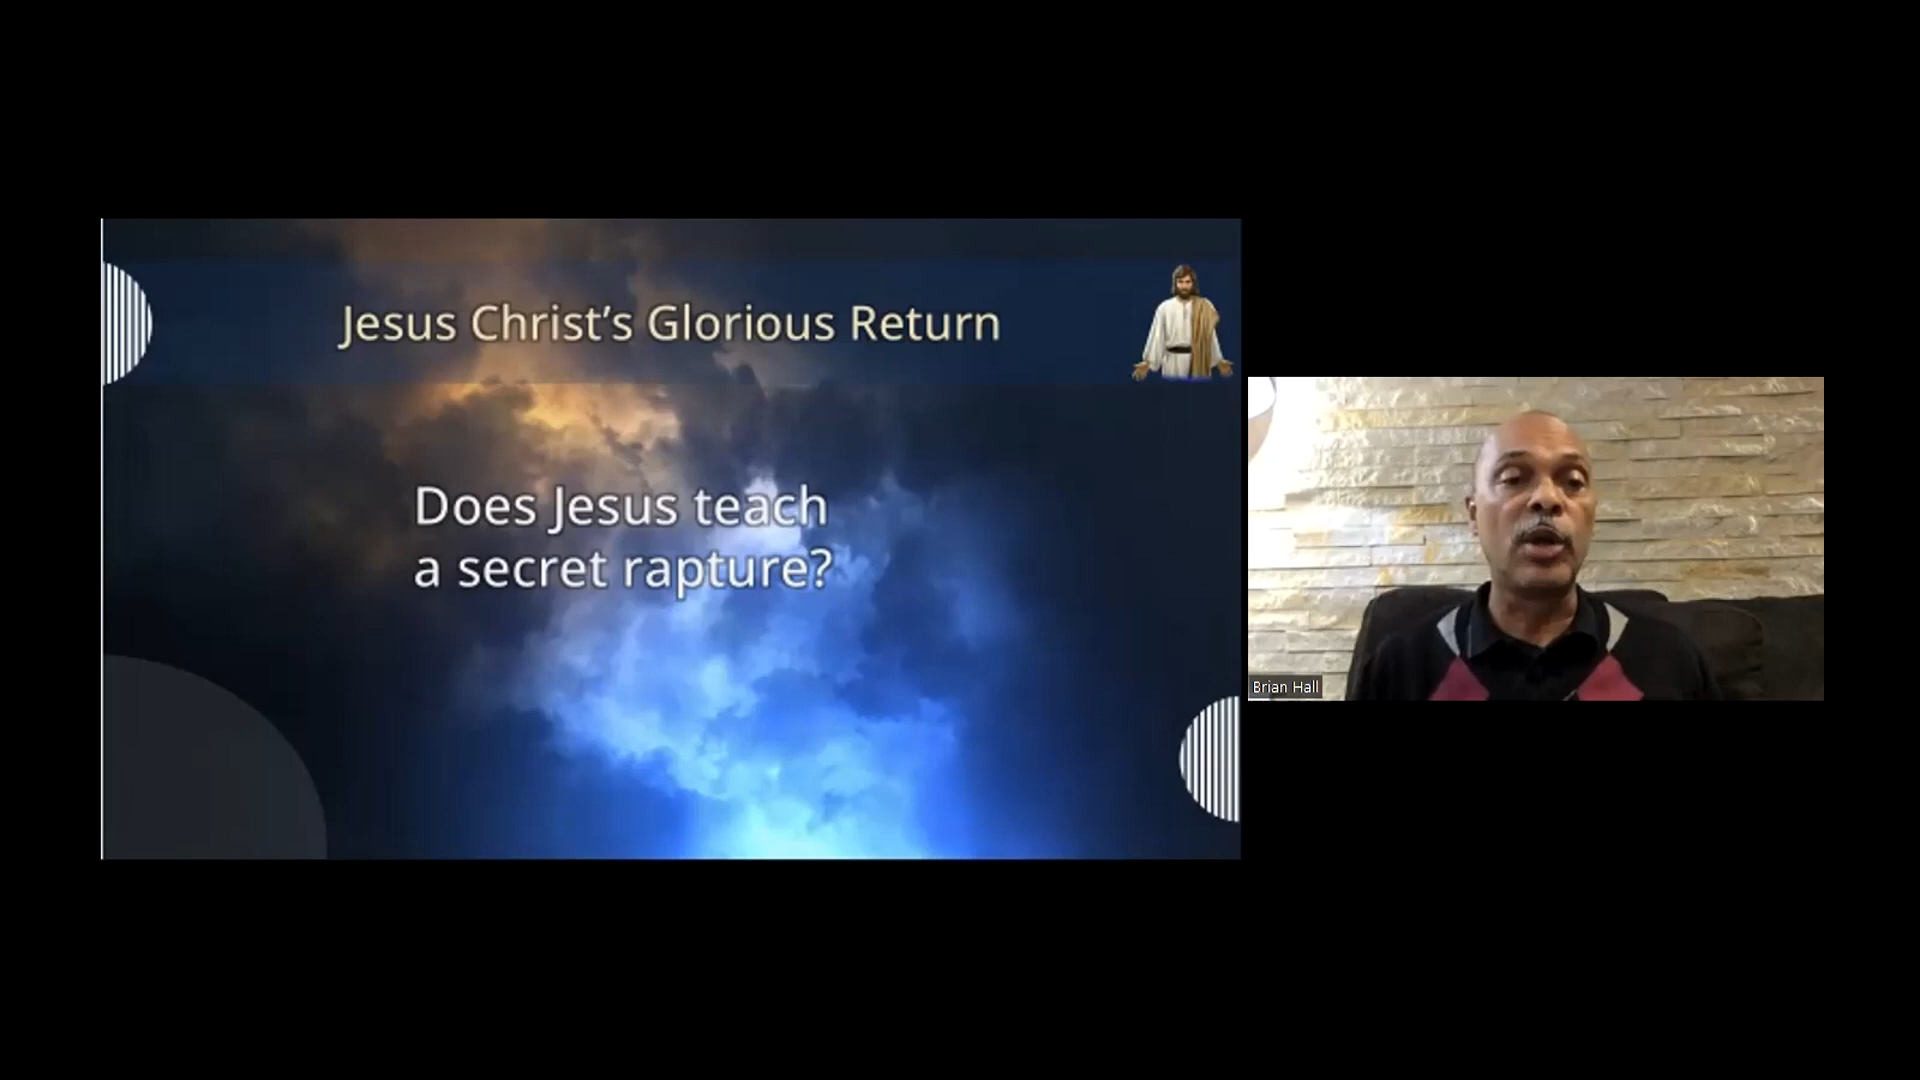 Jesus Christ’s Glorious Return
Does Jesus teach
a secret rapture?
Brian Hall